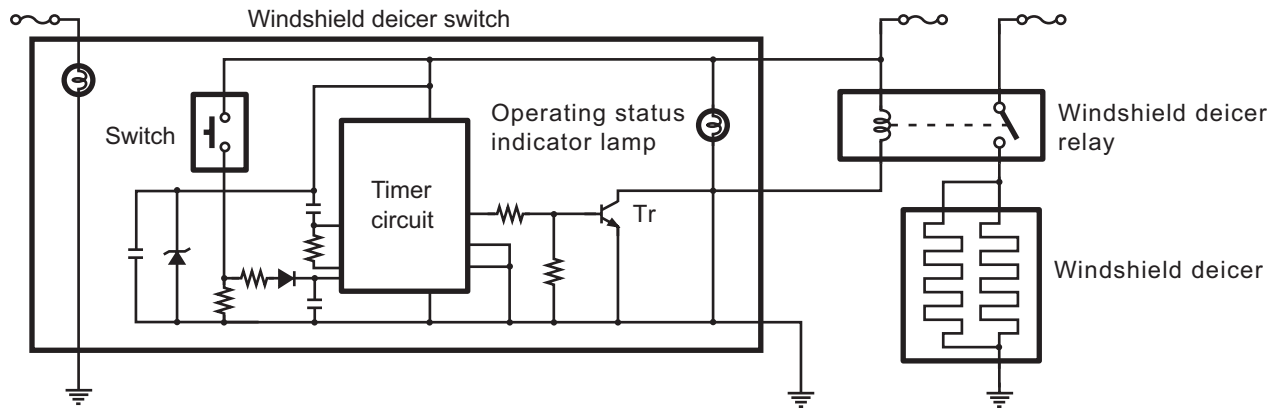 Windshield deicer switch
Switch
Timer
circuit
Operating status
indicator lamp
Tr
Windshield deicer
relay
Windshield deicer